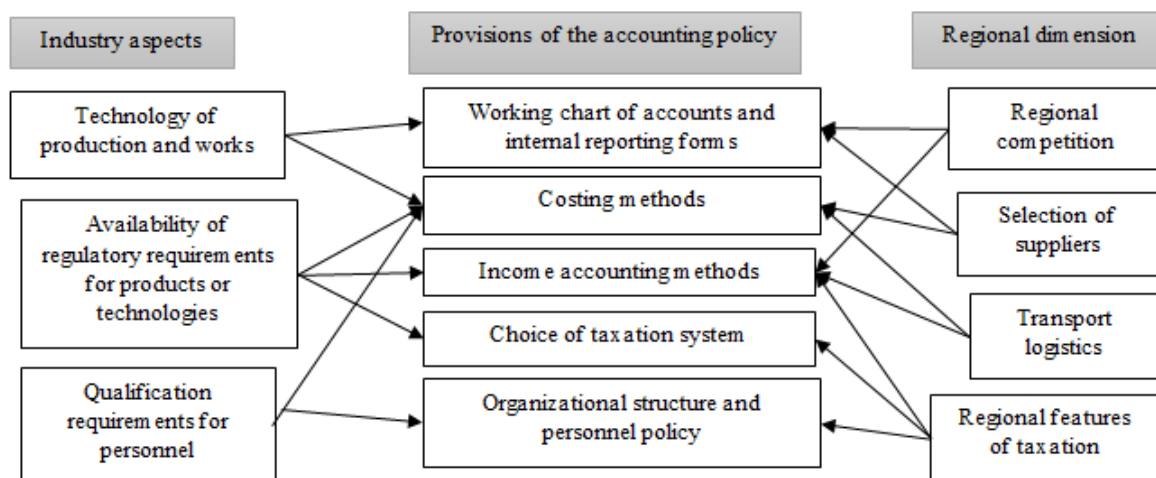 Industry aspects
Provisions of the accounting policy
Regional dimension
Technology of
production and works
Availability of
regulatory requirements
for products or
technologies
Qualification
requirements for
personnel
Working chart of accounts and
internal reporting forms
Costing methods
Income accounting methods
Choice of taxation system
Organizational structure and
personnel policy
Regional
competition
Selection of
suppliers
Transport
logistics
Regional features
of taxation